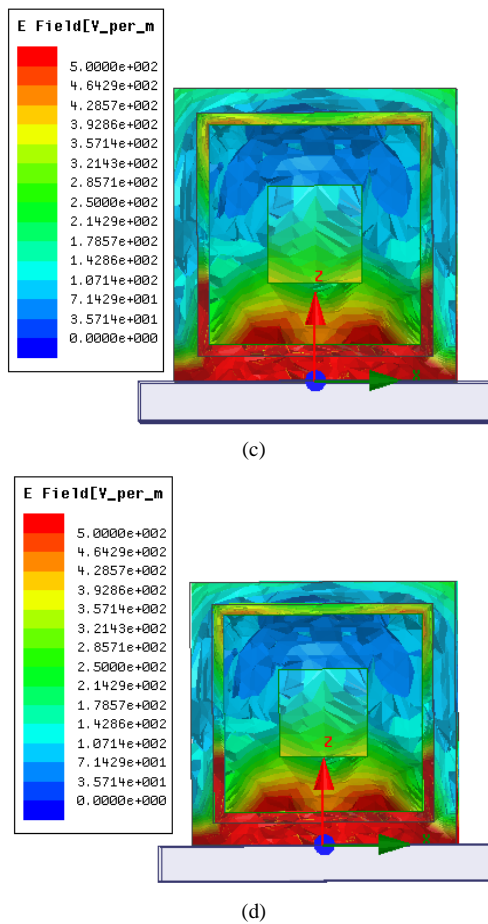 E Field[V_per_m
5.0000e+002
4.6429e+002
4.2857e+002
3.9286e+002
3.5714e+002
3.2143e+002
2.8571e+002
2.5000e+002
2.1429e+002
1.7857e+002
1.4286e+002
1.0714e+002
7.1429e+001
3.5714e+001
0.0000e+000
Z
X
(c)
E Field[V_per_m
5.0000e+002
4.6429e+002
4.2857e+002
3.9286e+002
3.5714e+002
3.2143e+002
2.8571e+002
2.5000e+002
2.1429e+002
1.7857e+002
1.4286e+002
1.0714e+002
7.1429e+001
3.5714e+001
0.0000e+000
Z
X
(d)